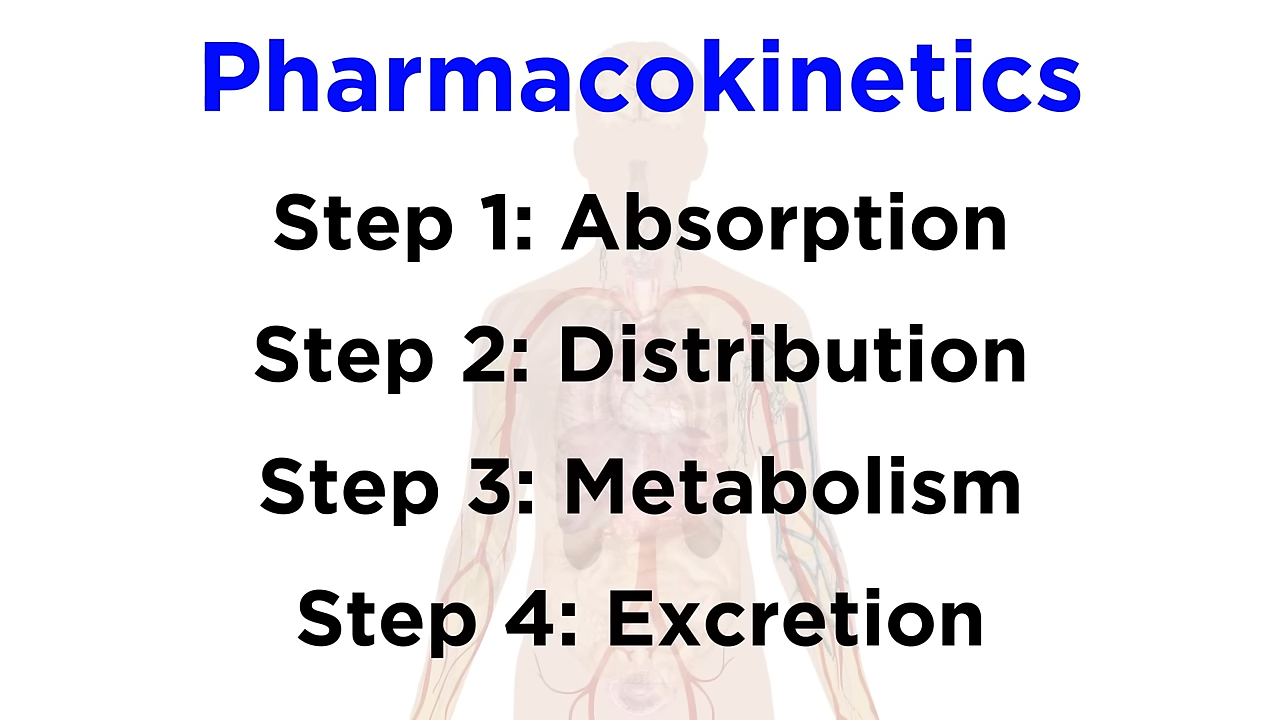 Pharmacokinetics
Step 1: Absorption
Step 2: Distribution
Step 3: Metabolism
Step 4: Excretion